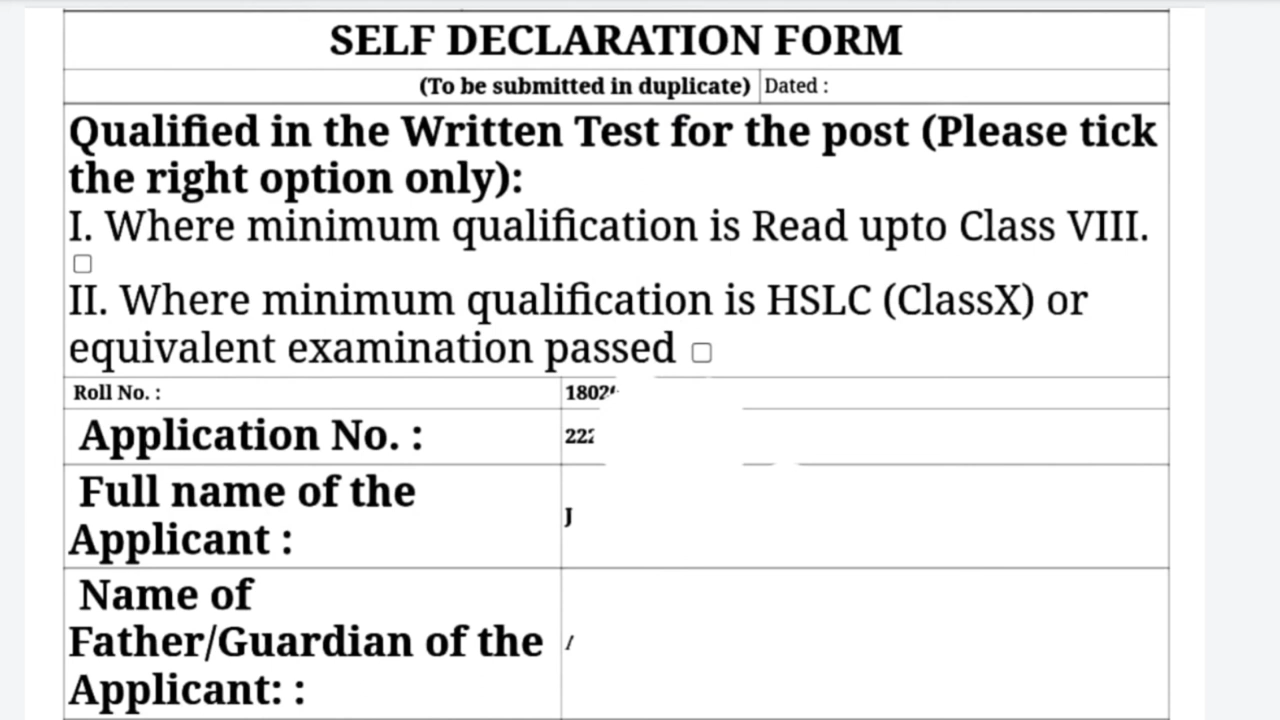 SELF DECLARATION FORM
(To be submitted in duplicate) Dated :
Qualified in the Written Test for the post (Please tick
the right option only):
I. Where minimum qualification is Read upto Class VIII.
II. Where minimum qualification is HSLC (ClassX) or
equivalent examination passed
Roll No. :
Application No. :
Full name of the
Applicant :
J
Name of
Father/Guardian of the
Applicant: :